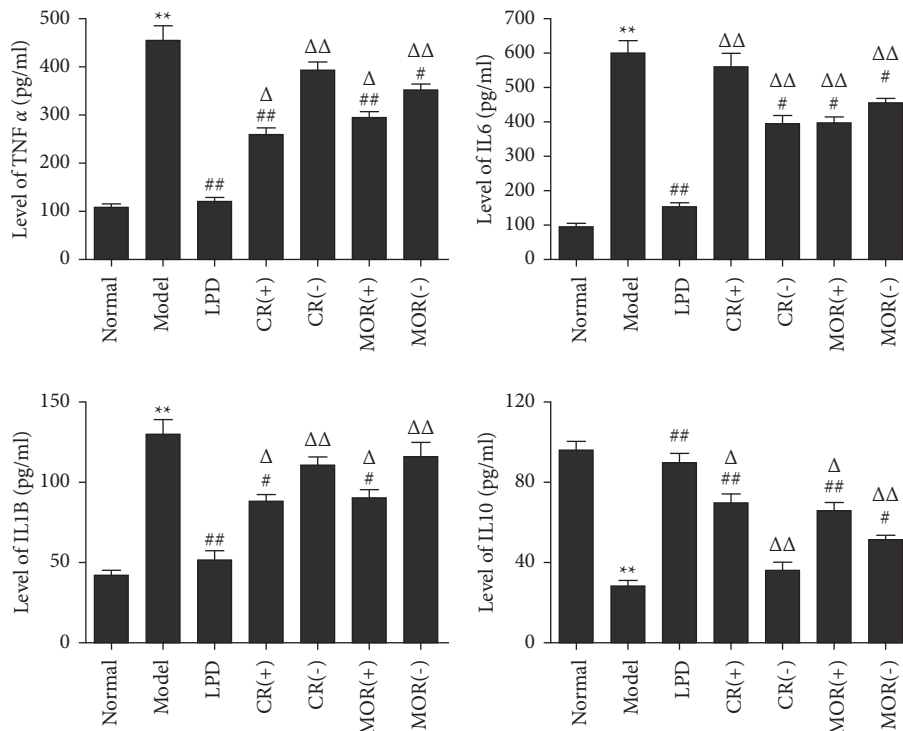 Level of TNF α (pg/ml)
500
400
300
200
100
0
**
##
Δ
##
ΔΔ
Δ
##
ΔΔ
#
Normal
Model
LPD
CR(+)
CR(-)
MOR(+)
MOR(-)
Level of IL6 (pg/ml)
700
600
500
400
300
200
100
0
**
##
ΔΔ
ΔΔ
#
ΔΔ
#
ΔΔ
#
Normal
Model
LPD
CR(+)
CR(-)
MOR(+)
MOR(-)
Level of IL1B (pg/ml)
150
100
50
0
**
##
Δ
#
ΔΔ
Δ
#
ΔΔ
Normal
Model
LPD
CR(+)
CR(-)
MOR(+)
MOR(-)
Level of IL10 (pg/ml)
120
80
40
0
**
##
Δ
##
ΔΔ
Δ
##
ΔΔ
#
Normal
Model
LPD
CR(+)
CR(-)
MOR(+)
MOR(-)